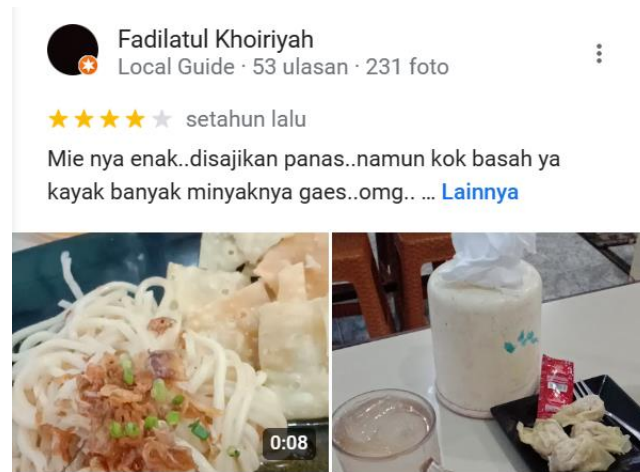 Fadilatul Khoiriyah
Local Guide · 53 ulasan · 231 foto
setahun lalu
Mie nya enak..disajikan panas..namun kok basah ya
kayak banyak minyaknya gaes..omg.. ... Lainnya
0:08